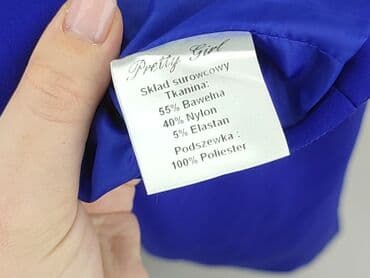 Pretty Girl
Skład surowcowy
Tkanina:
55% Bawełna
40% Nylon
5% Elastan
Podszewka :
100% Poliester